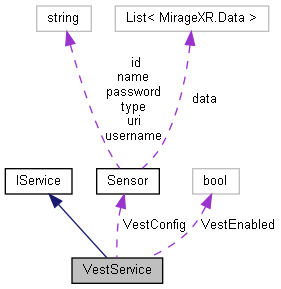 string
List< MirageXR.Data >
id
name
password
type
uri
username
data
IService
Sensor
bool
VestConfig
VestEnabled
VestService